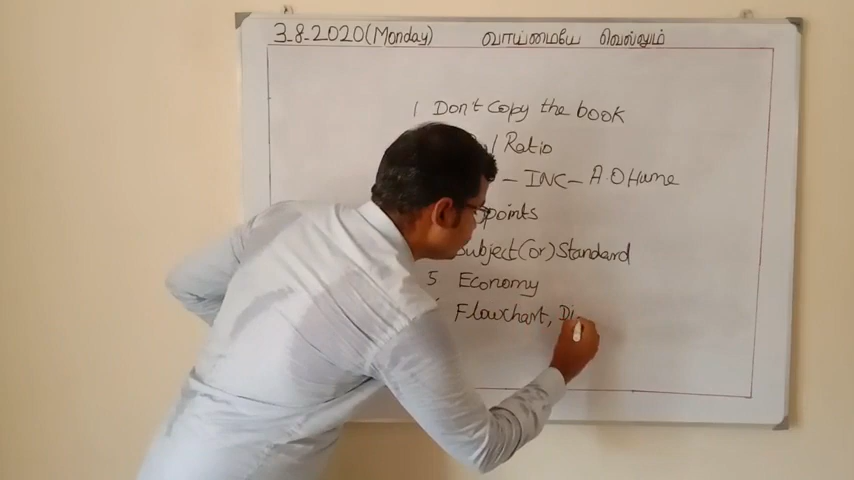 3-8-2020(Monday) வாய்மையே வெல்லும்
1 Don't Copy the book
/ Ratio
- INC- A.O Hume
points
Subject(or) Standard
5 Economy
Flowchart, Di